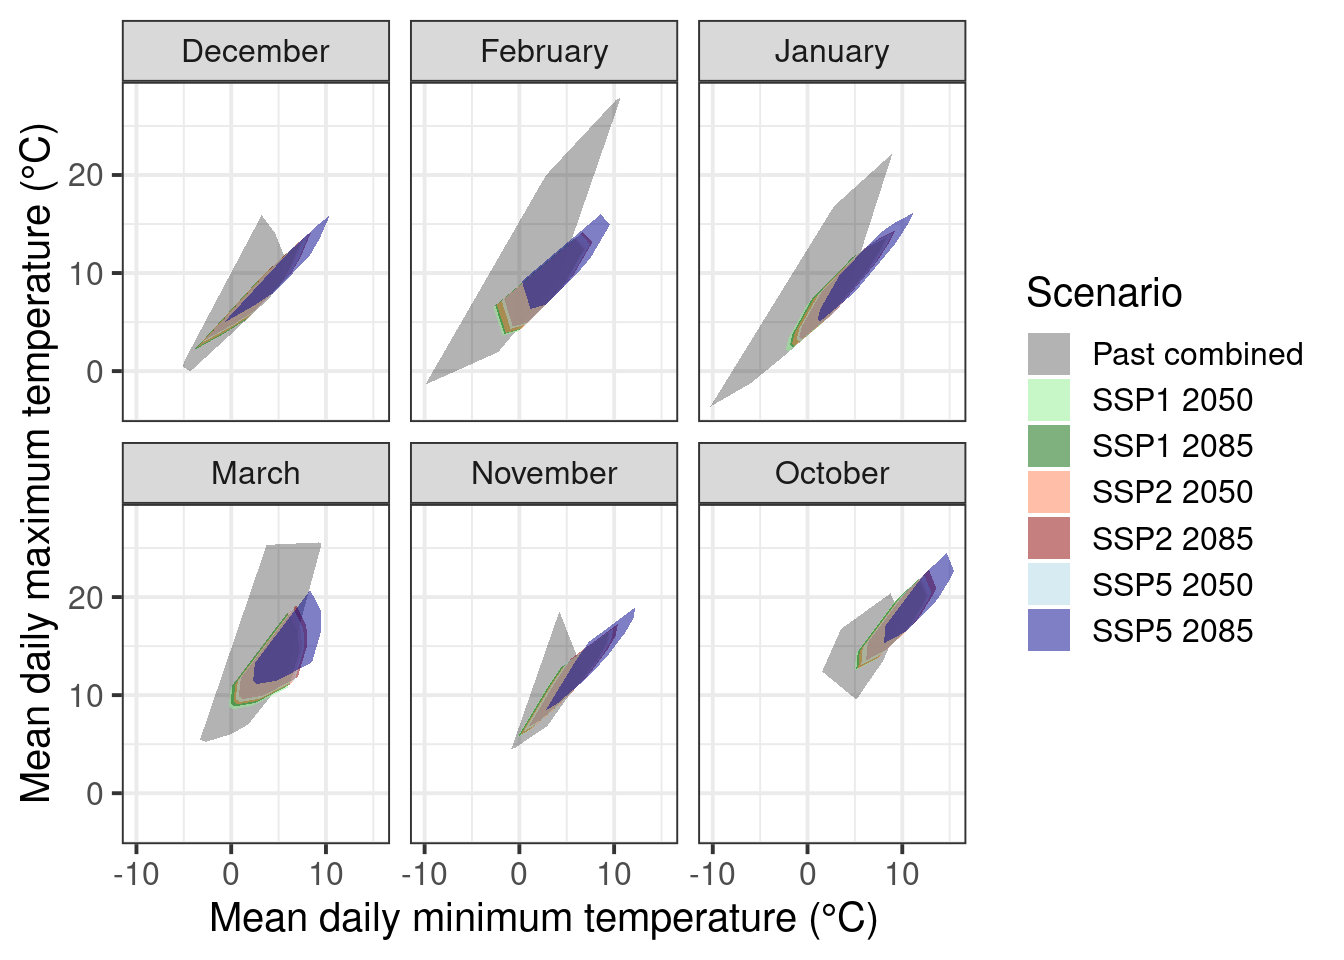 December
February
January
20
10
0
March
November
October
20
10
0
-10 0 10
-10 0 10
-10 0 10
Mean daily minimum temperature (°C)
Mean daily maximum temperature (°C)
Scenario
Past combined
SSP1 2050
SSP1 2085
SSP2 2050
SSP2 2085
SSP5 2050
SSP5 2085